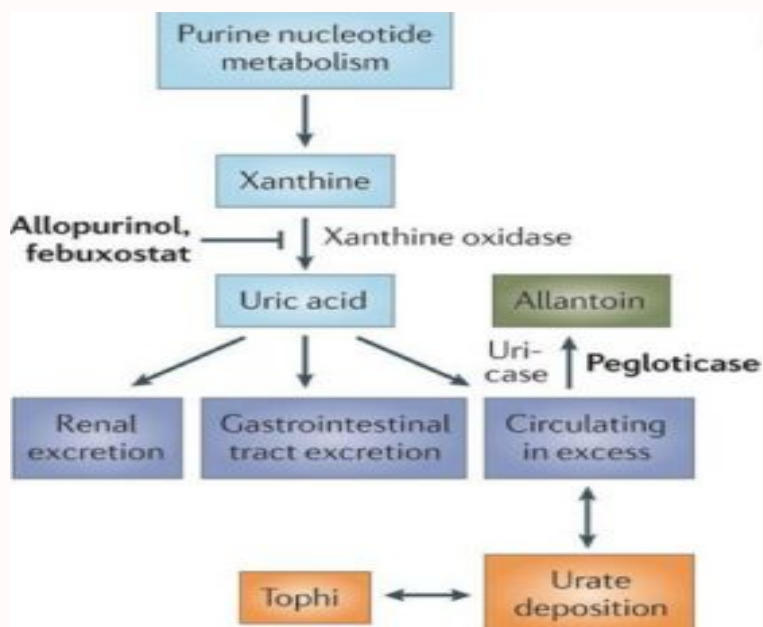 Purine nucleotide
metabolism
Xanthine
Allopurinol,
febuxostat
Xanthine oxidase
Uric acid
Allantoin
Uri-
case
Pegloticase
Renal
excretion
Gastrointestinal
tract excretion
Circulating
in excess
Tophi
Urate
deposition